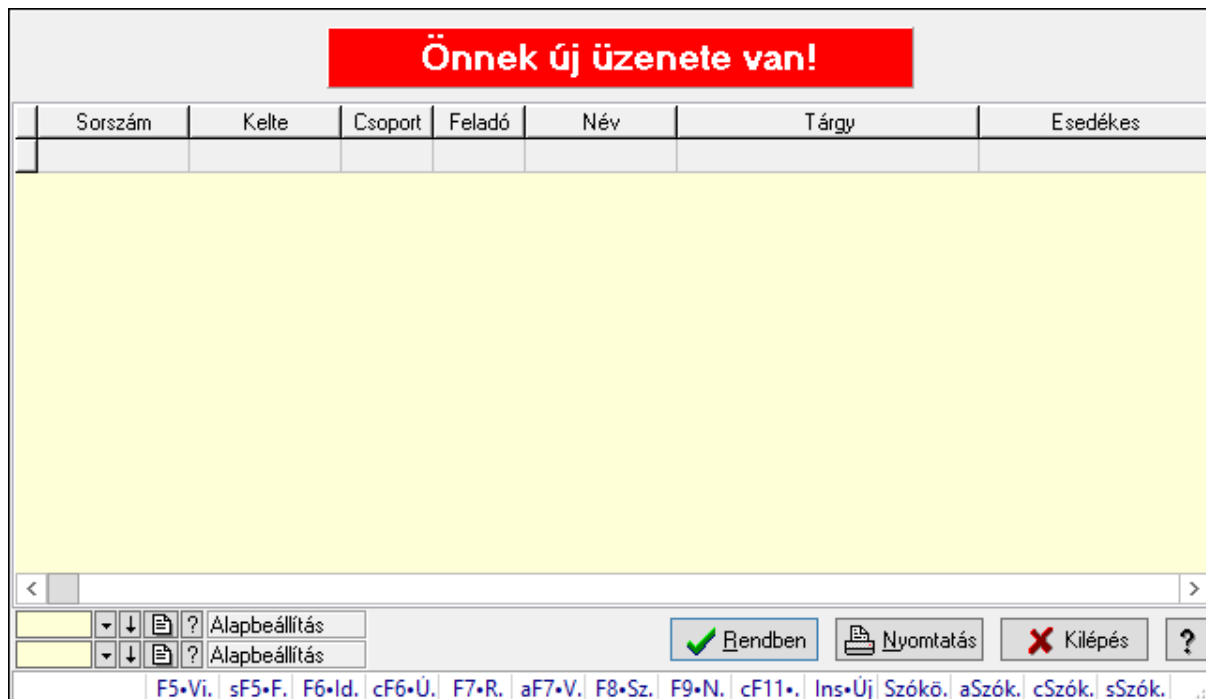 Önnek új üzenete van!
Sorszám Kelte Csoport Feladó Név Tárgy Esedékes
? Alapbeállítás
? Alapbeállítás
Rendben Nyomtatás Kilépés ?
F5•Vi. sF5•F. F6•Id. cF6•Ú. F7•R. aF7•V. F8•Sz. F9•N. cF11•. Ins•Új Szókö. aSzók. cSzók. sSzók.